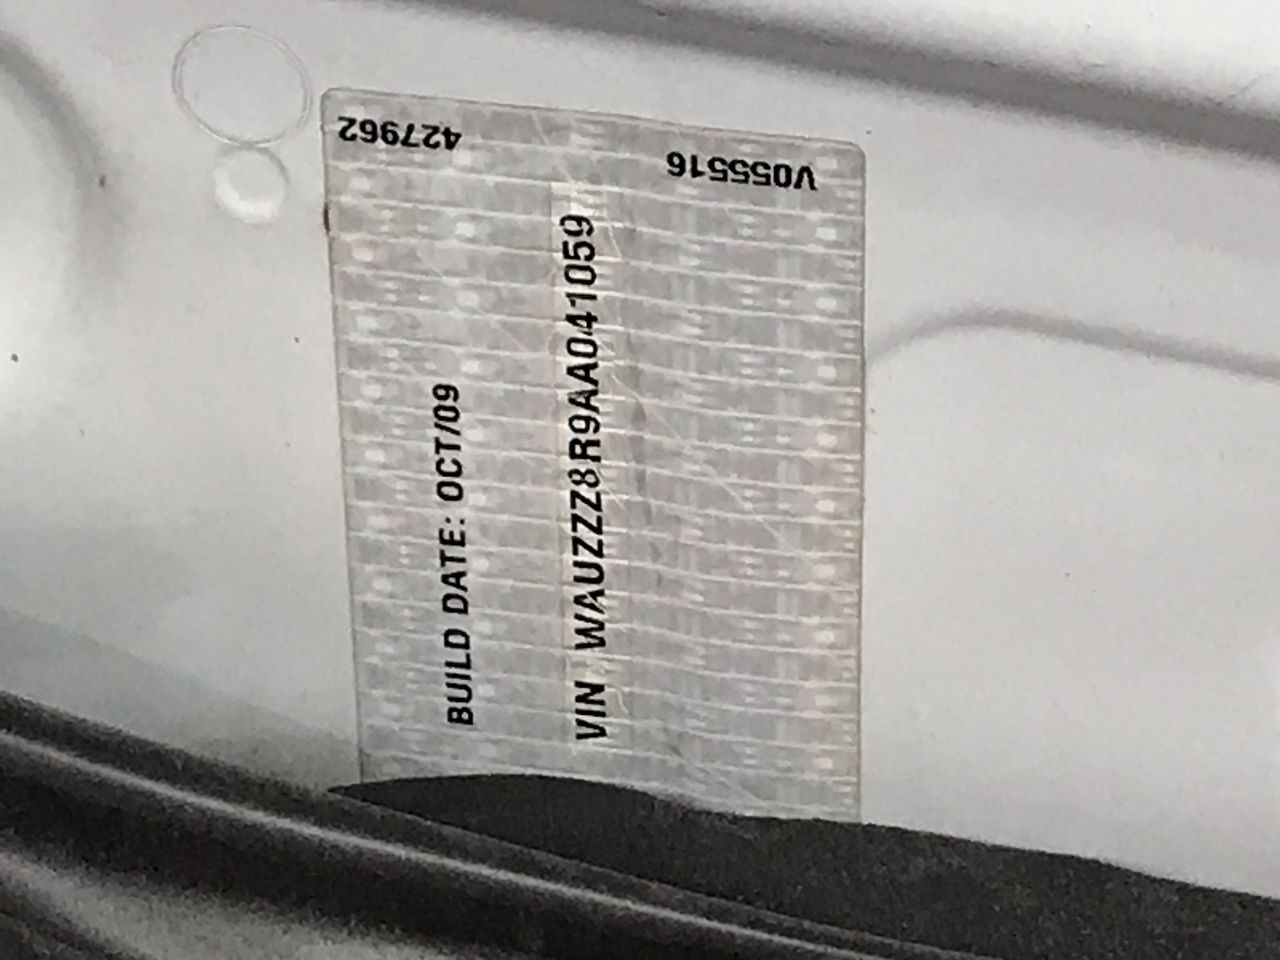 427962
V055516
BUILD DATE: OCT/09
VIN WAUZZZ8R9AA041059